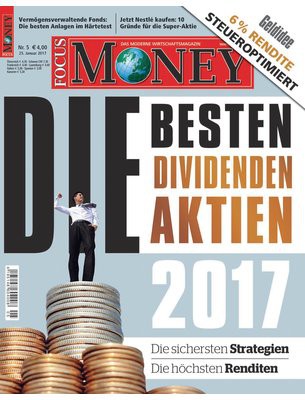 Vermögensverwaltende Fonds:
Die besten Anlagen im Härtetest
Jetzt Nestlé kaufen: 10
Gründe für die Super-Aktie
Geldidee
6% RENDITE
STEUEROPTIMIERT
Nr. 5 € 4,00
25. Januar 2017
DAS MODERNE WIRTSCHAFTSMAGAZIN
FOCUS
MONEY
DIE
BESTEN
DIVIDENDEN
AKTIEN
2017
Die sichersten Strategien
Die höchsten Renditen